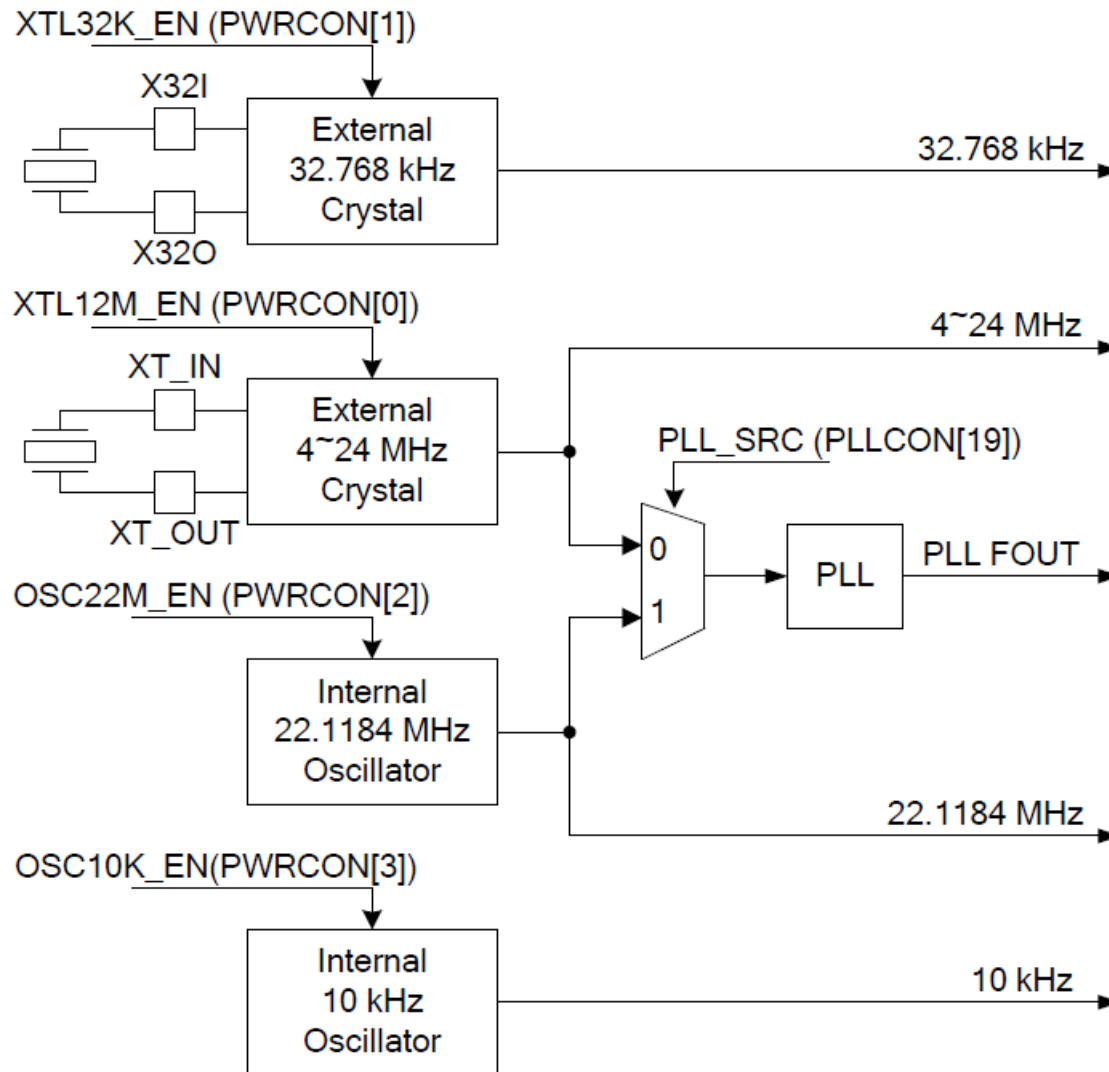 XTL32K_EN (PWRCON[1])
X32I
External
32.768 kHz
Crystal
32.768 kHz
X32O
XTL12M_EN (PWRCON[0])
4~24 MHz
XT_IN
External
4~24 MHz
Crystal
PLL_SRC (PLLCON[19])
XT_OUT
0
1
PLL
PLL FOUT
OSC22M_EN (PWRCON[2])
Internal
22.1184 MHz
Oscillator
22.1184 MHz
OSC10K_EN(PWRCON[3])
Internal
10 kHz
Oscillator
10 kHz